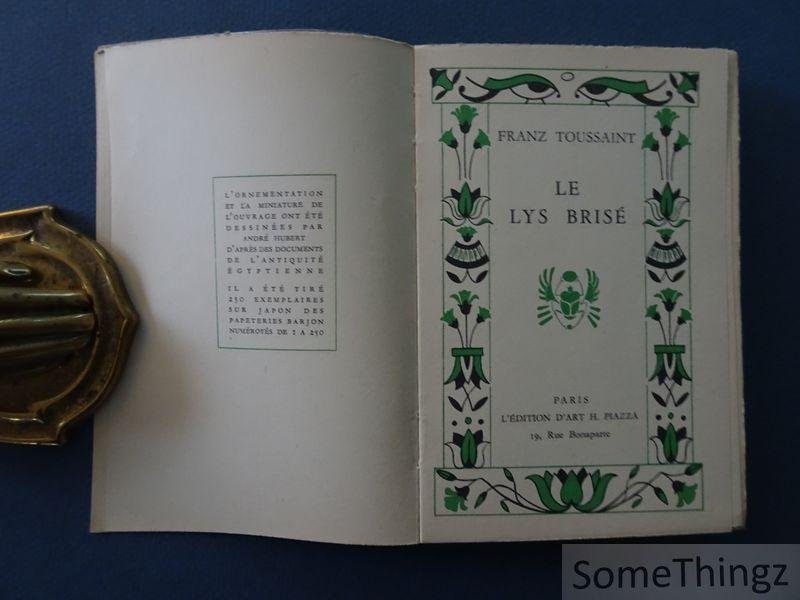 L'ORNEMENTATION
ET LA MINIATURE DE
L'OUVRAGE ONT ÉTÉ
DESSINÉES PAR
ANDRÉ HUBERT
D'APRÈS DES DOCUMENTS
DE L'ANTIQUITÉ
ÉGYPTIENNE
IL A ÉTÉ TIRÉ
250 EXEMPLAIRES
SUR JAPON DES
PAPETERIES BARJON
NUMÉROTÉS DE 1 A 250
FRANZ TOUSSAINT
LE
LYS BRISÉ
PARIS
L'ÉDITION D'ART H. PIAZZA
19, Rue Bonaparte
SomeThingz